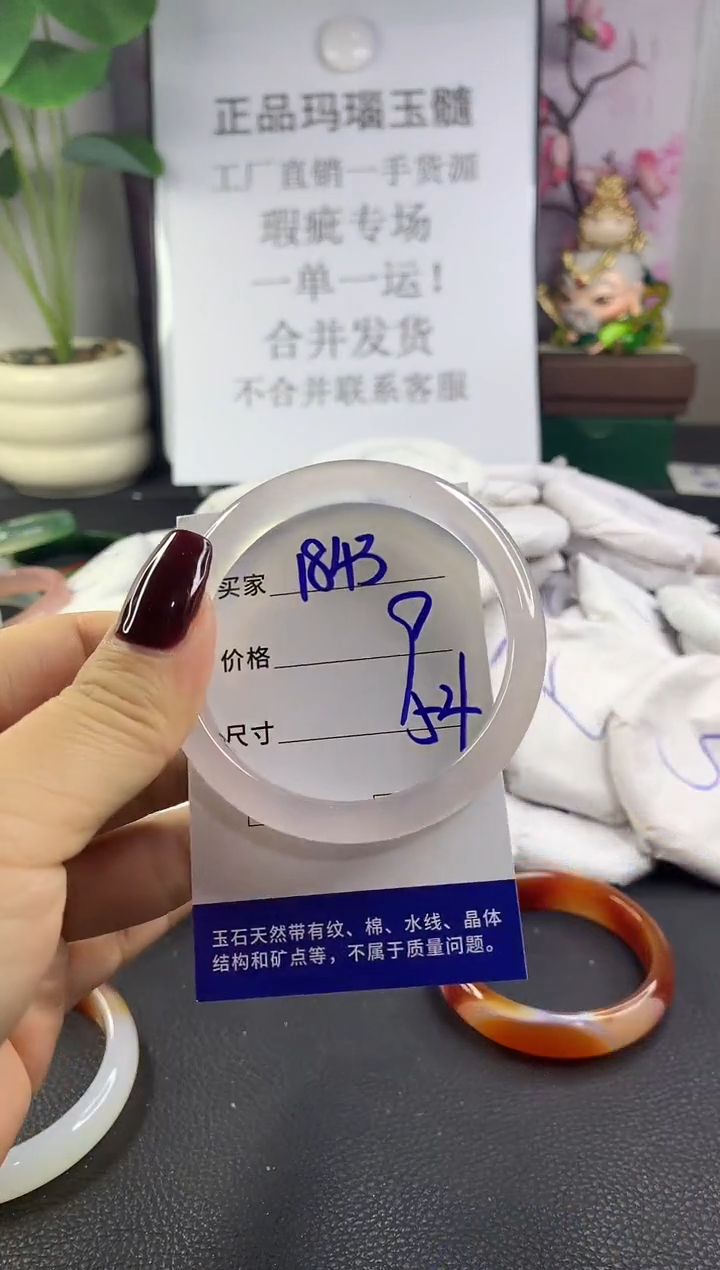 正品玛瑙玉髓
工厂直销一手货源
瑕疵专场
一单一运！
合并发货
不合并联系客服
买家 1843
价格 9
尺寸 54
玉石天然带有纹、棉、水线、晶体
结构和矿点等，不属于质量问题。